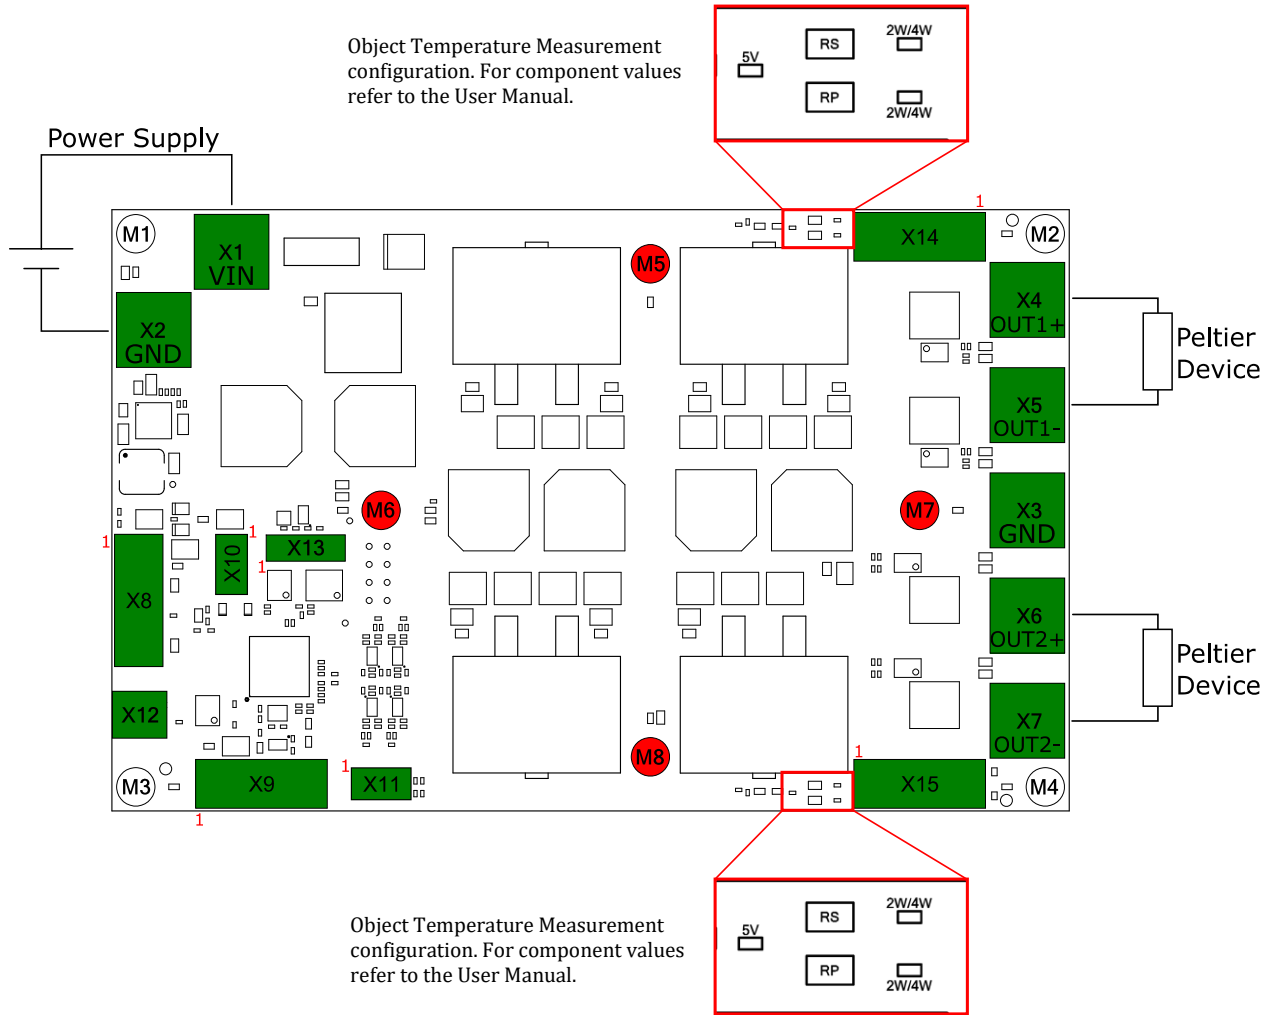 Object Temperature Measurement
configuration. For component values
refer to the User Manual.
5V
RS
2W/4W
RP
2W/4W
Power Supply
1
M1
X1
VIN
M5
X14
M2
X2
GND
X4
OUT1+
Peltier
Device
X5
OUT1-
M6
M7
X3
GND
1
1
X10
1
X13
X8
X6
OUT2+
Peltier
Device
X12
X7
OUT2-
M8
1
1
M3
X9
X11
X15
M4
1
Object Temperature Measurement
configuration. For component values
refer to the User Manual.
5V
RS
2W/4W
RP
2W/4W